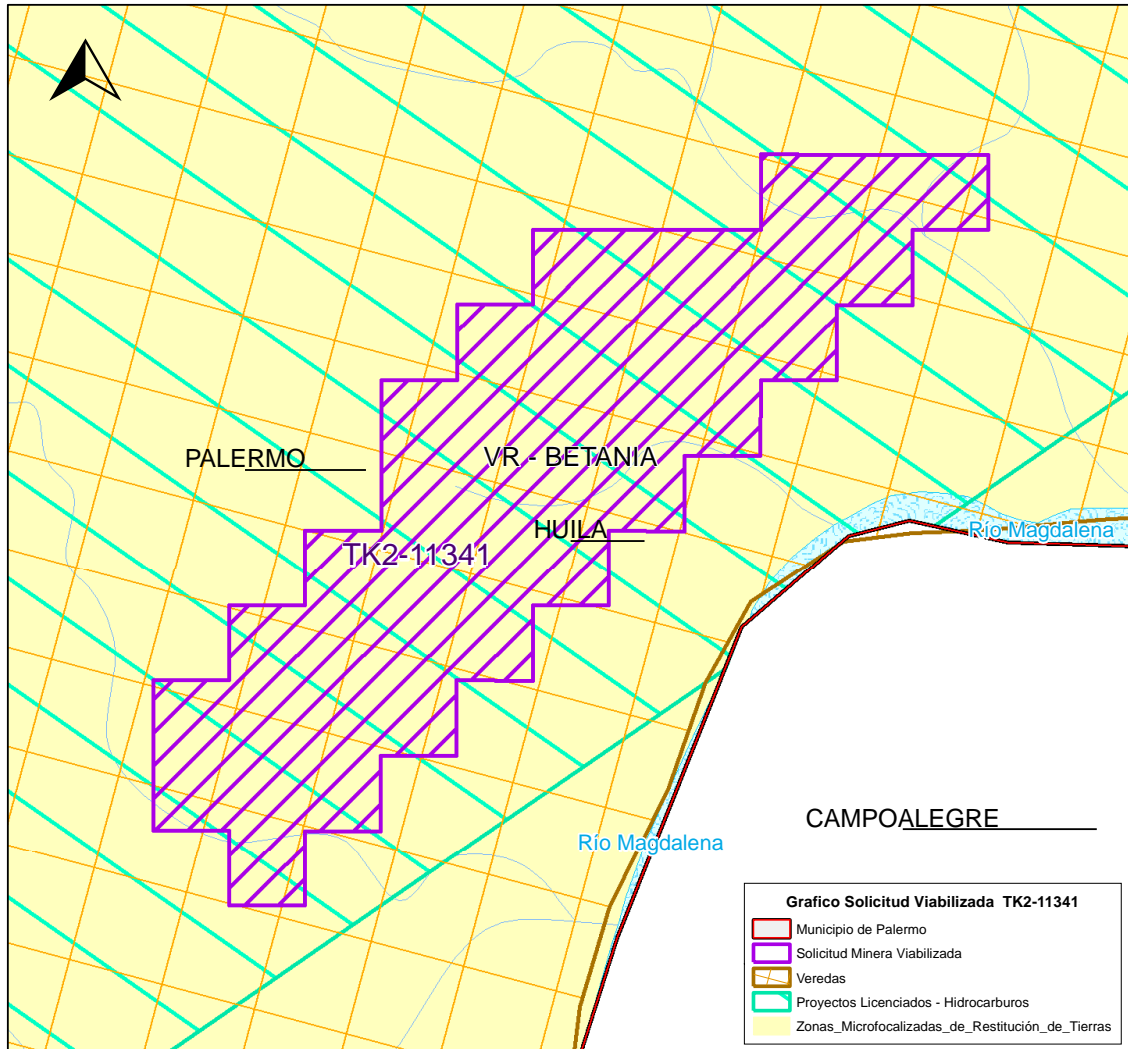 PALERMO
VR - BETANIA
HUILA
TK2-11341
Río Magdalena
CAMPOALEGRE
Río Magdalena
Grafico Solicitud Viabilizada TK2-11341
Municipio de Palermo
Solicitud Minera Viabilizada
Veredas
Proyectos Licenciados - Hidrocarburos
Zonas_Microfocalizadas_de_Restitución_de_Tierras